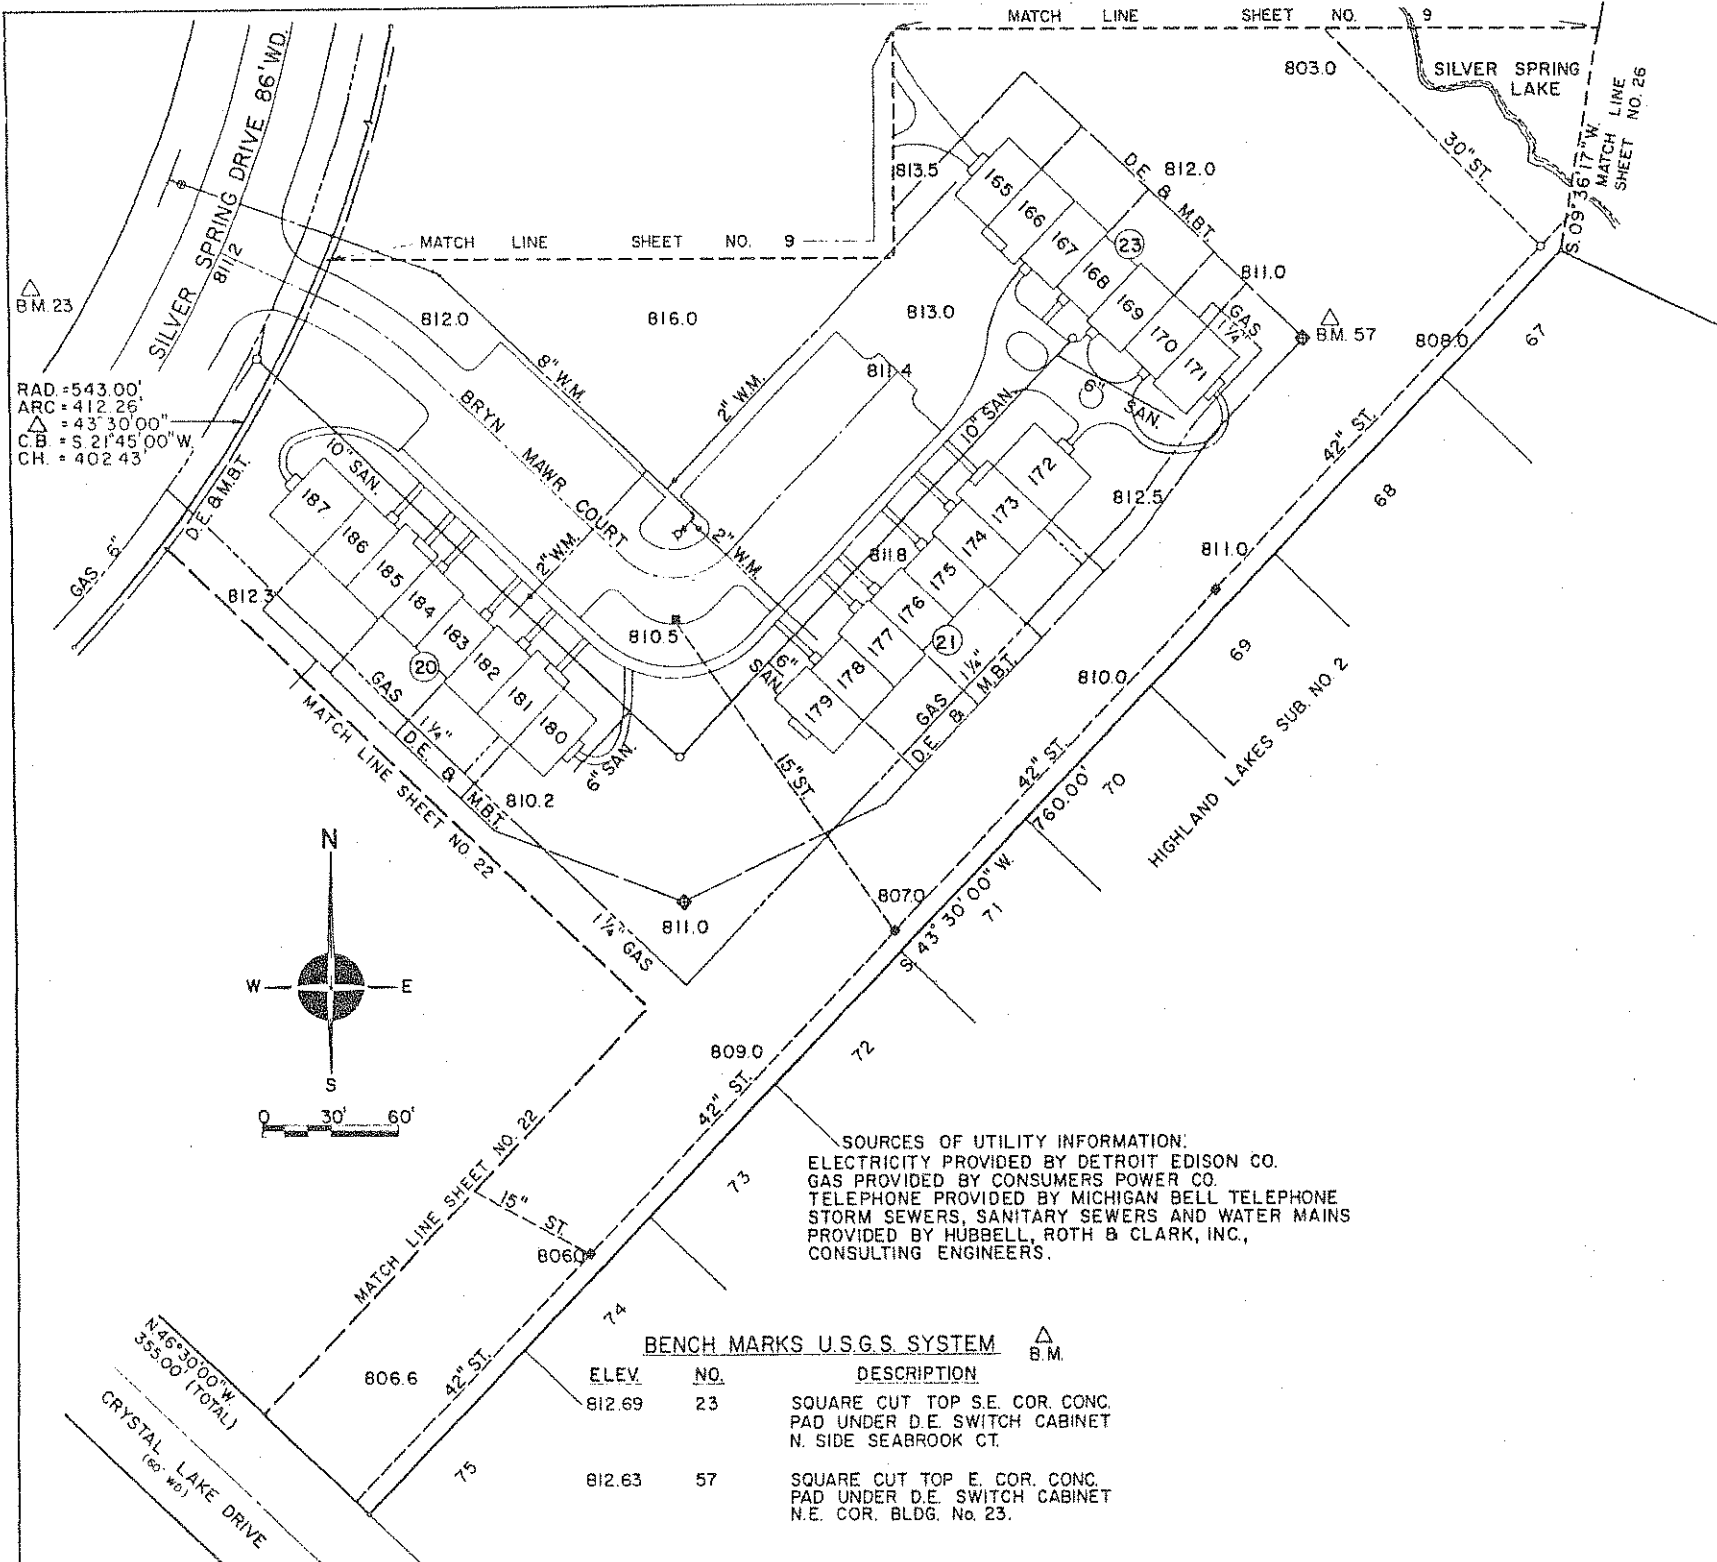 MATCH LINE SHEET NO. 9
SILVER SPRING DRIVE 86' WD.
803.0
SILVER SPRING
LAKE
S. 09°36'17" W.
MATCH LINE
SHEET NO. 26
30" ST.
813.5
D.E. & M.B.T.
812.0
165
166
167
168
169
170
171
23
811.2
MATCH LINE SHEET NO. 9
B.M. 23
812.0
816.0
813.0
811.0
GAS
1 1/4"
B.M. 57
808.0
67
RAD. = 543.00'
ARC = 412.26'
△ = 43°30'00"
C.B. = S. 21°45'00" W.
CH. = 402.43'
8" W.M.
2" W.M.
811.4
BRYN MAWR COURT
10" SAN.
6" SAN.
42" ST.
68
10" SAN.
D.E. & M.B.T.
GAS 6"
187
186
185
184
183
182
181
180
20
2" W.M.
2" W.M.
172
173
174
175
176
177
178
179
21
812.5
811.8
811.0
812.3
810.5
6" SAN.
69
810.0
GAS 1 1/4"
D.E. & M.B.T.
GAS
1 1/4"
D.E. & M.B.T.
6" SAN.
810.2
MATCH LINE SHEET NO. 22
15" ST.
42" ST.
760.00'
70
HIGHLAND LAKES SUB. NO. 2
N
W
E
S
811.0
1 1/4" GAS
807.0
S. 43°30'00" W.
71
0 30' 60'
809.0
42" ST.
72
MATCH LINE SHEET NO. 22
15" ST.
806.0
73
SOURCES OF UTILITY INFORMATION:
ELECTRICITY PROVIDED BY DETROIT EDISON CO.
GAS PROVIDED BY CONSUMERS POWER CO.
TELEPHONE PROVIDED BY MICHIGAN BELL TELEPHONE
STORM SEWERS, SANITARY SEWERS AND WATER MAINS
PROVIDED BY HUBBELL, ROTH & CLARK, INC.,
CONSULTING ENGINEERS.
74
N. 46°30'00" W.
355.00' (TOTAL)
CRYSTAL LAKE DRIVE
(60' WD.)
806.6
42" ST.
75
BENCH MARKS U.S.G.S. SYSTEM B.M.
ELEV. NO. DESCRIPTION
812.69 23 SQUARE CUT TOP S.E. COR. CONC.
PAD UNDER D.E. SWITCH CABINET
N. SIDE SEABROOK CT.
812.63 57 SQUARE CUT TOP E. COR. CONC.
PAD UNDER D.E. SWITCH CABINET
N.E. COR. BLDG. No. 23.